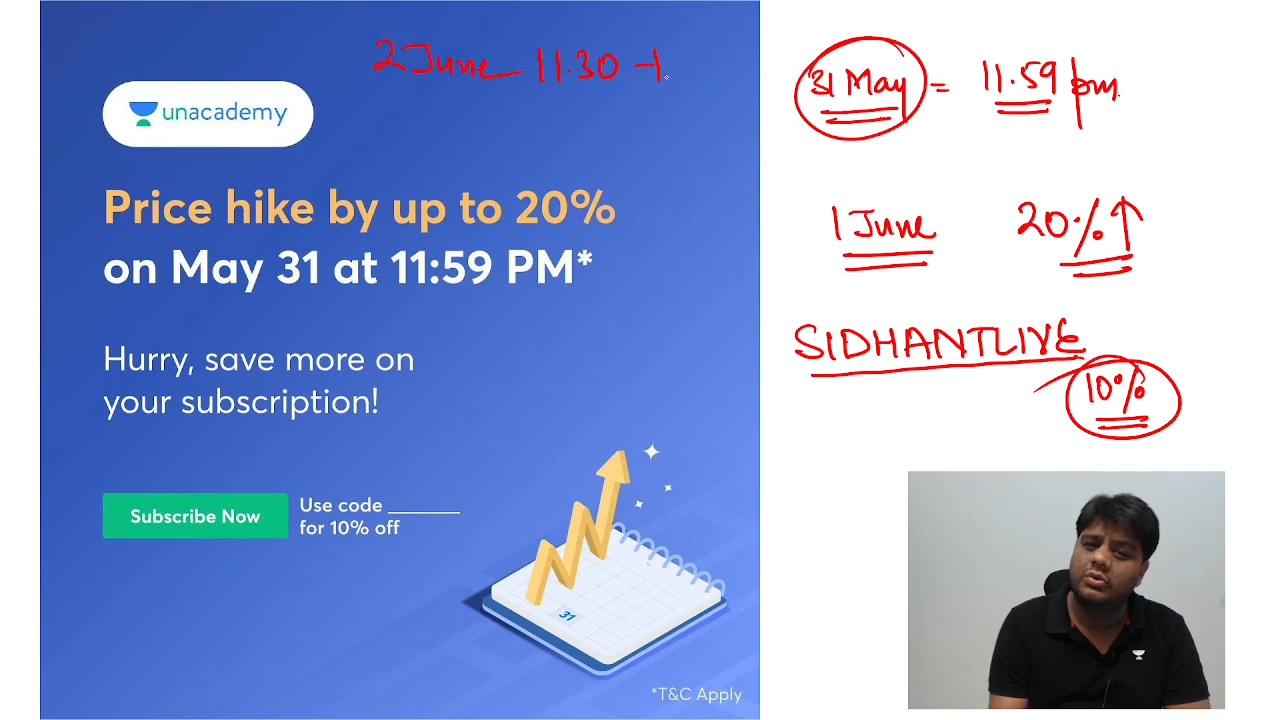 2 June 11.30 -1.
unacademy
Price hike by up to 20%
on May 31 at 11:59 PM*
Hurry, save more on
your subscription!
Subscribe Now
Use code ________
for 10% off
31
*T&C Apply
31 May = 11.59 pm
1 June 20% ↑
SIDHANTLIVE
10%